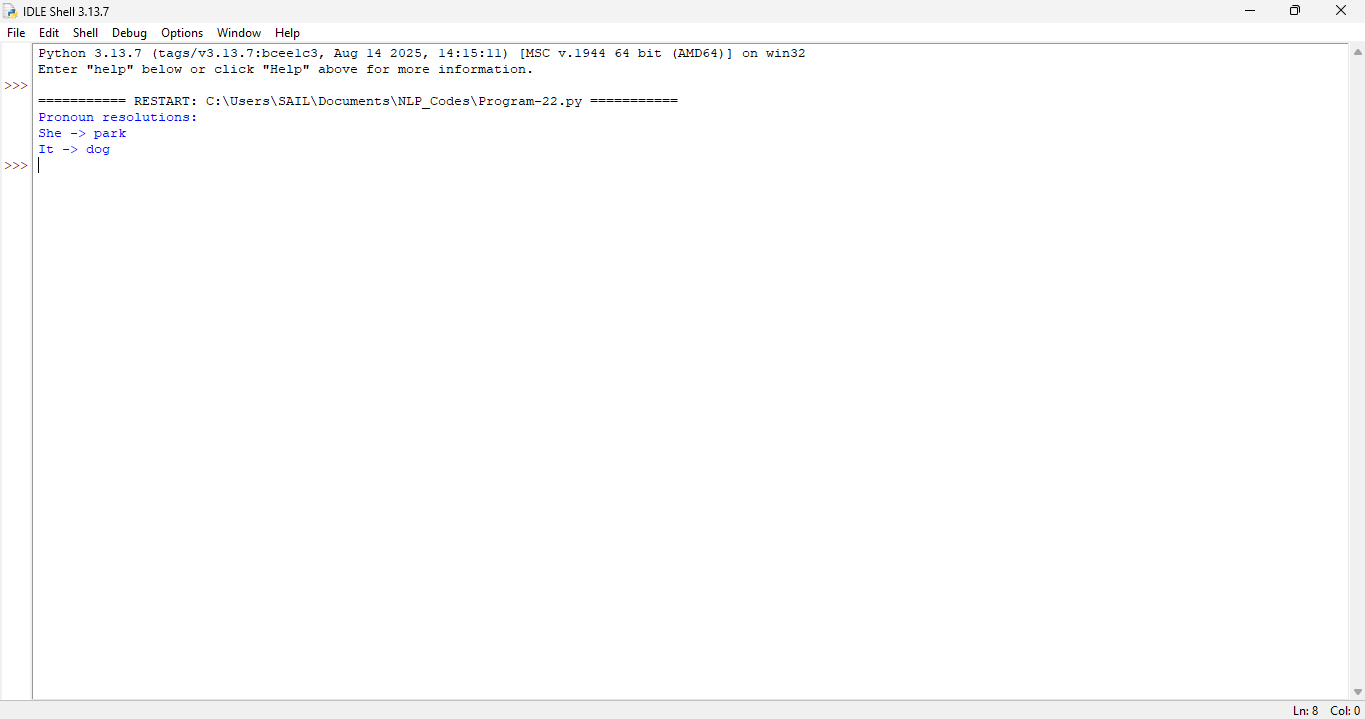 IDLE Shell 3.13.7
File Edit Shell Debug Options Window Help
Python 3.13.7 (tags/v3.13.7:bcee1c3, Aug 14 2025, 14:15:11) [MSC v.1944 64 bit (AMD64)] on win32
Enter "help" below or click "Help" above for more information.
>>>
=========== RESTART: C:\Users\SAIL\Documents\NLP_Codes\Program-22.py ===========
Pronoun resolutions:
She -> park
It -> dog
>>>
Ln: 8 Col: 0